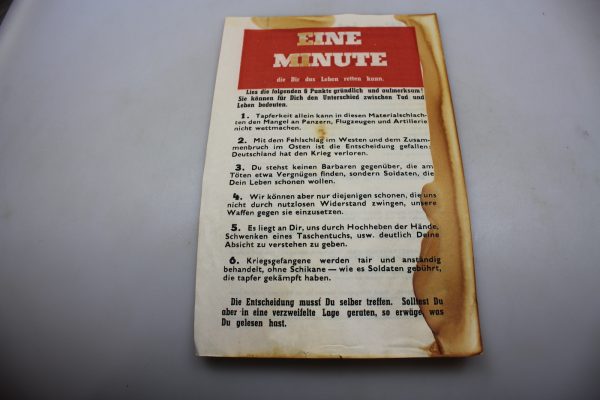 EINE
MINUTE
die Dir das Leben retten kann.
Lies die folgenden 6 Punkte gründlich und aufmerksam!
Sie können für Dich den Unterschied zwischen Tod und
Leben bedeuten.
1. Tapferkeit allein kann in diesen Materialschlach-
ten den Mangel an Panzern, Flugzeugen und Artillerie
nicht wettmachen.
2. Mit dem Fehlschlag im Westen und dem Zusam-
menbruch im Osten ist die Entscheidung gefallen:
Deutschland hat den Krieg verloren.
3. Du stehst keinen Barbaren gegenüber, die am
Töten etwa Vergnügen finden, sondern Soldaten, die
Dein Leben schonen wollen.
4. Wir können aber nur diejenigen schonen, die uns
nicht durch nutzlosen Widerstand zwingen, unsere
Waffen gegen sie einzusetzen.
5. Es liegt an Dir, uns durch Hochheben der Hände,
Schwenken eines Taschentuchs, usw. deutlich Deine
Absicht zu verstehen zu geben.
6. Kriegsgefangene werden fair und anständig
behandelt, ohne Schikane — wie es Soldaten gebührt,
die tapfer gekämpft haben.
Die Entscheidung musst Du selber treffen. Solltest Du
aber in eine verzweifelte Lage geraten, so erwäge, was
Du gelesen hast.